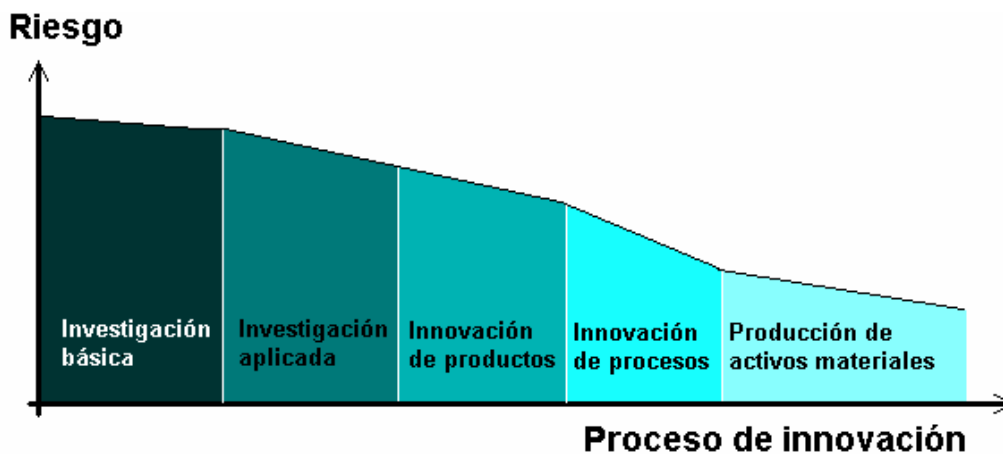 Riesgo
Investigación
básica
Investigación
aplicada
Innovación
de productos
Innovación
de procesos
Producción de
activos materiales
Proceso de innovación